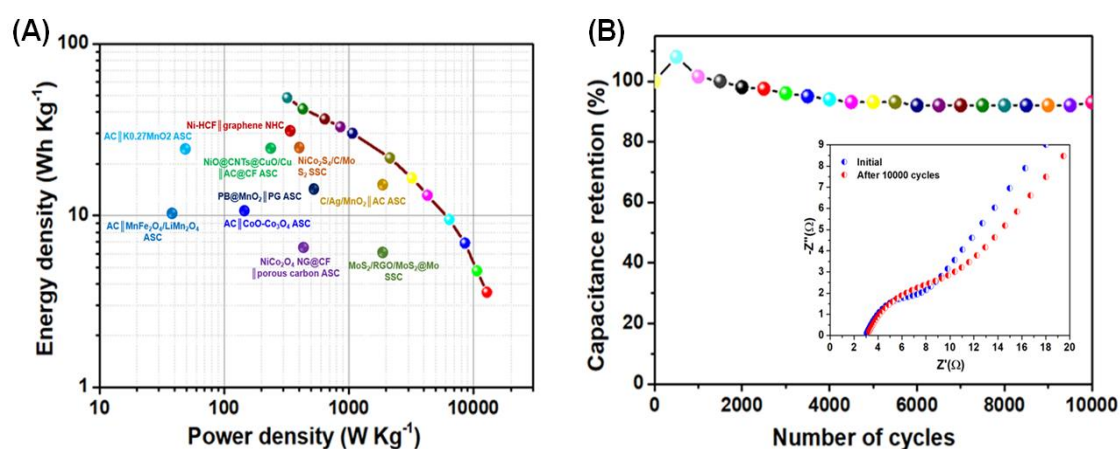 (A)
100
10
1
Energy density (Wh Kg⁻¹)
AC||K0.27MnO2 ASC
Ni-HCF||graphene NHC
NiO@CNTs@CuO/Cu
||AC@CF ASC
NiCo₂S₄/C/Mo
S₂ SSC
PB@MnO₂||PG ASC
C/Ag/MnO₂||AC ASC
AC||MnFe₂O₄/LiMn₂O₄
ASC
AC||CoO-Co₃O₄ ASC
NiCo₂O₄ NG@CF
||porous carbon ASC
MoS₂/RGO/MoS₂@Mo
SSC
10 100 1000 10000
Power density (W Kg⁻¹)
(B)
100
80
60
40
20
0
Capacitance retention (%)
Initial
After 10000 cycles
9
8
7
6
5
4
3
2
1
0
-Z''(Ω)
0 2 4 6 8 10 12 14 16 18 20
Z'(Ω)
0 2000 4000 6000 8000 10000
Number of cycles